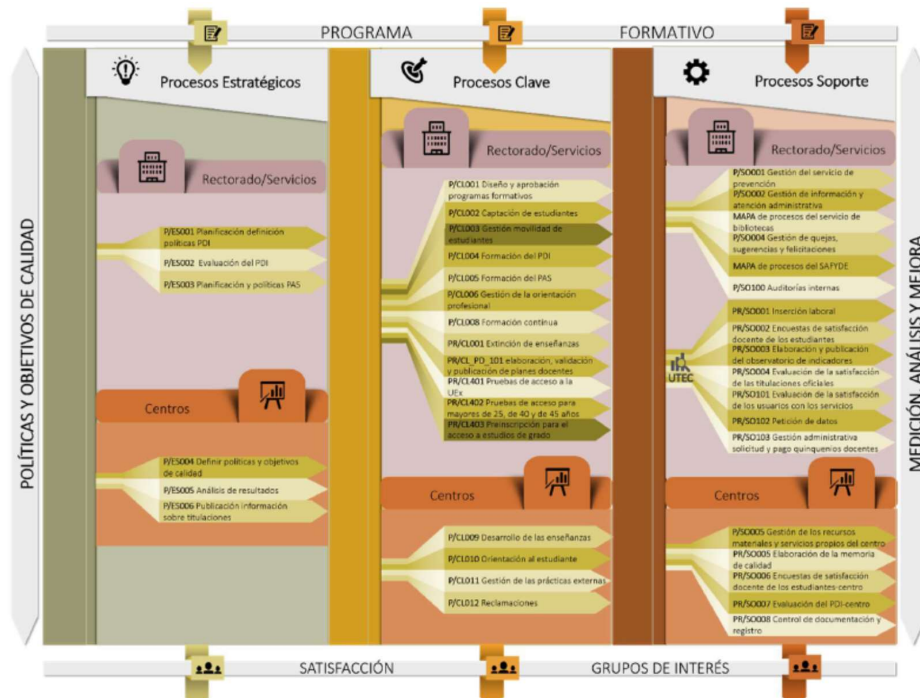 PROGRAMA FORMATIVO
POLÍTICAS Y OBJETIVOS DE CALIDAD
Procesos Estratégicos
Rectorado/Servicios
P/ES001 Planificación definición
políticas PDI
P/ES002 Evaluación del PDI
P/ES003 Planificación y políticas PAS
Centros
P/ES004 Definir políticas y objetivos
de calidad
P/ES005 Análisis de resultados
P/ES006 Publicación información
sobre titulaciones
Procesos Clave
Rectorado/Servicios
P/CL001 Diseño y aprobación
programas formativos
P/CL002 Captación de estudiantes
P/CL003 Gestión movilidad de
estudiantes
P/CL004 Formación del PDI
P/CL005 Formación del PAS
P/CL006 Gestión de la orientación
profesional
P/CL008 Formación continua
PR/CL001 Extinción de enseñanzas
PR/CL_PD_101 elaboración, validación
y publicación de planes docentes
PR/CL401 Pruebas de acceso a la
UEx
PR/CL402 Pruebas de acceso para
mayores de 25, de 40 y de 45 años
PR/CL403 Preinscripción para el
acceso a estudios de grado
Centros
P/CL009 Desarrollo de las enseñanzas
P/CL010 Orientación al estudiante
P/CL011 Gestión de las prácticas externas
P/CL012 Reclamaciones
Procesos Soporte
Rectorado/Servicios
P/SO001 Gestión del servicio de
prevención
P/SO002 Gestión de información y
atención administrativa
MAPA de procesos del servicio de
bibliotecas
P/SO004 Gestión de quejas,
sugerencias y felicitaciones
MAPA de procesos del SAFYDE
P/SO100 Auditorías internas
UTEC
PR/SO001 Inserción laboral
PR/SO002 Encuestas de satisfacción
docente de los estudiantes
PR/SO003 Elaboración y publicación
del observatorio de indicadores
PR/SO004 Evaluación de la satisfacción
de las titulaciones oficiales
PR/SO101 Evaluación de la satisfacción
de los usuarios con los servicios
PR/SO102 Petición de datos
PR/SO103 Gestión administrativa
solicitud y pago quinquenios docentes
Centros
P/SO005 Gestión de los recursos
materiales y servicios propios del centro
PR/SO005 Elaboración de la memoria
de calidad
PR/SO006 Encuestas de satisfacción
docente de los estudiantes-centro
PR/SO007 Evaluación del PDI-centro
PR/SO008 Control de documentación y
registro
MEDICIÓN, ANÁLISIS Y MEJORA
SATISFACCIÓN GRUPOS DE INTERÉS